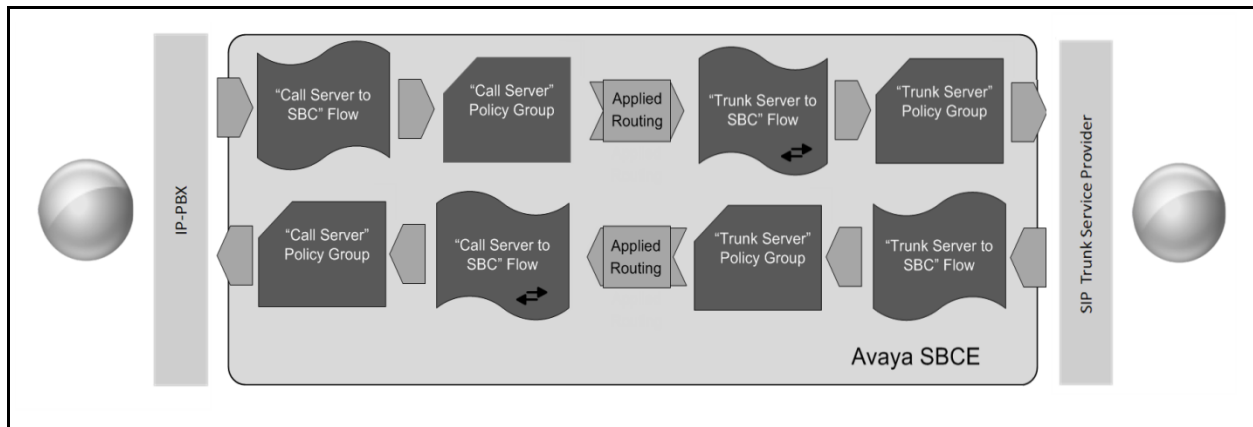 IP-PBX
“Call Server to
SBC” Flow
“Call Server”
Policy Group
Applied
Routing
“Trunk Server to
SBC” Flow
“Trunk Server”
Policy Group
“Call Server”
Policy Group
“Call Server to
SBC” Flow
Applied
Routing
“Trunk Server”
Policy Group
“Trunk Server to
SBC” Flow
Avaya SBCE
SIP Trunk Service Provider